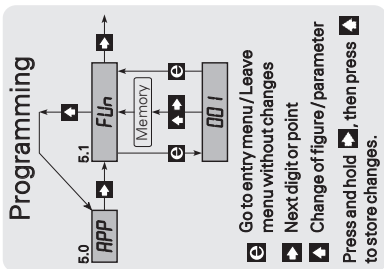 Programming
5.0
5.1
APP
FUn
Memory
e
e
001
e Go to entry menu/Leave
menu without changes
Next digit or point
Change of figure/parameter
Press and hold , then press
to store changes.